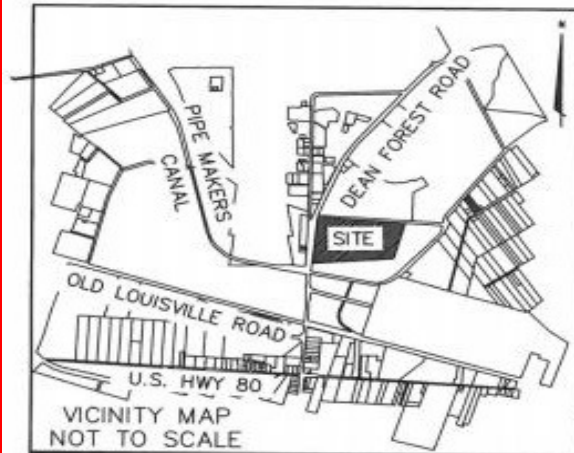 N
PIPE MAKERS
CANAL
DEAN FOREST ROAD
SITE
OLD LOUISVILLE ROAD
U.S. HWY 80
VICINITY MAP
NOT TO SCALE